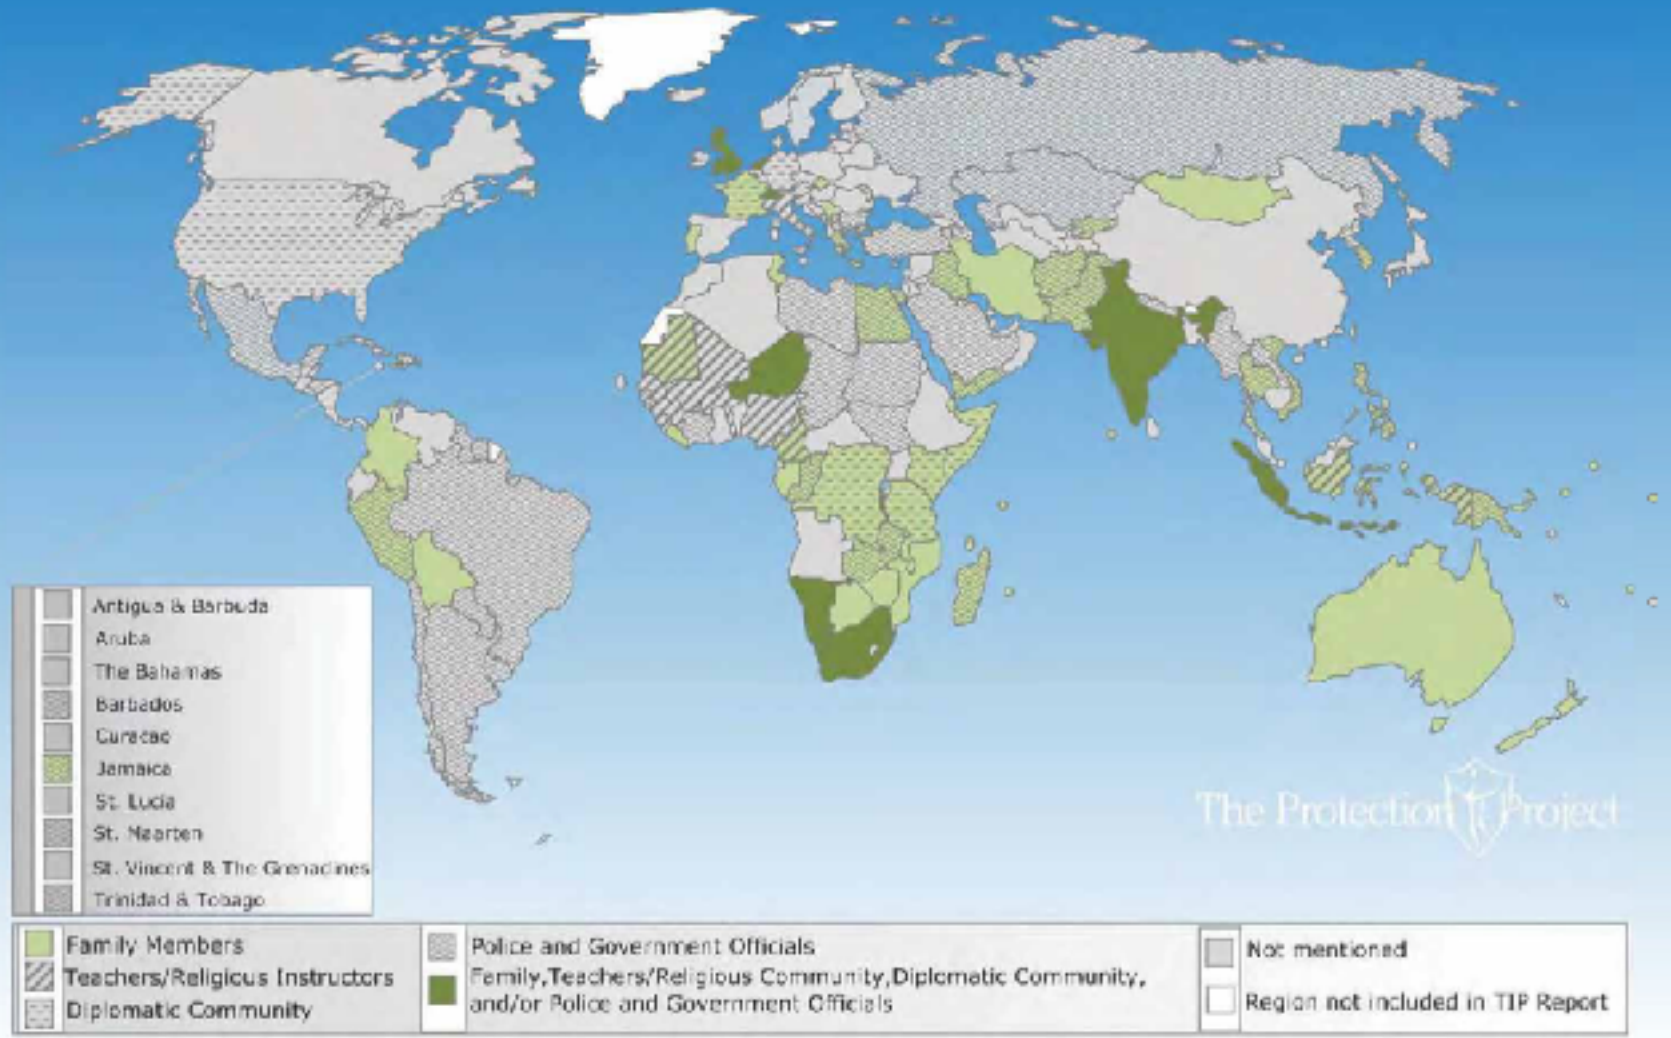 Antigua & Barbuda
Aruba
The Bahamas
Barbados
Curacao
Jamaica
St. Lucia
St. Maarten
St. Vincent & The Grenadines
Trinidad & Tobago
The Protection Project
Family Members
Teachers/Religious Instructors
Diplomatic Community
Police and Government Officials
Family,Teachers/Religious Community,Diplomatic Community,
and/or Police and Government Officials
Not mentioned
Region not included in TIP Report